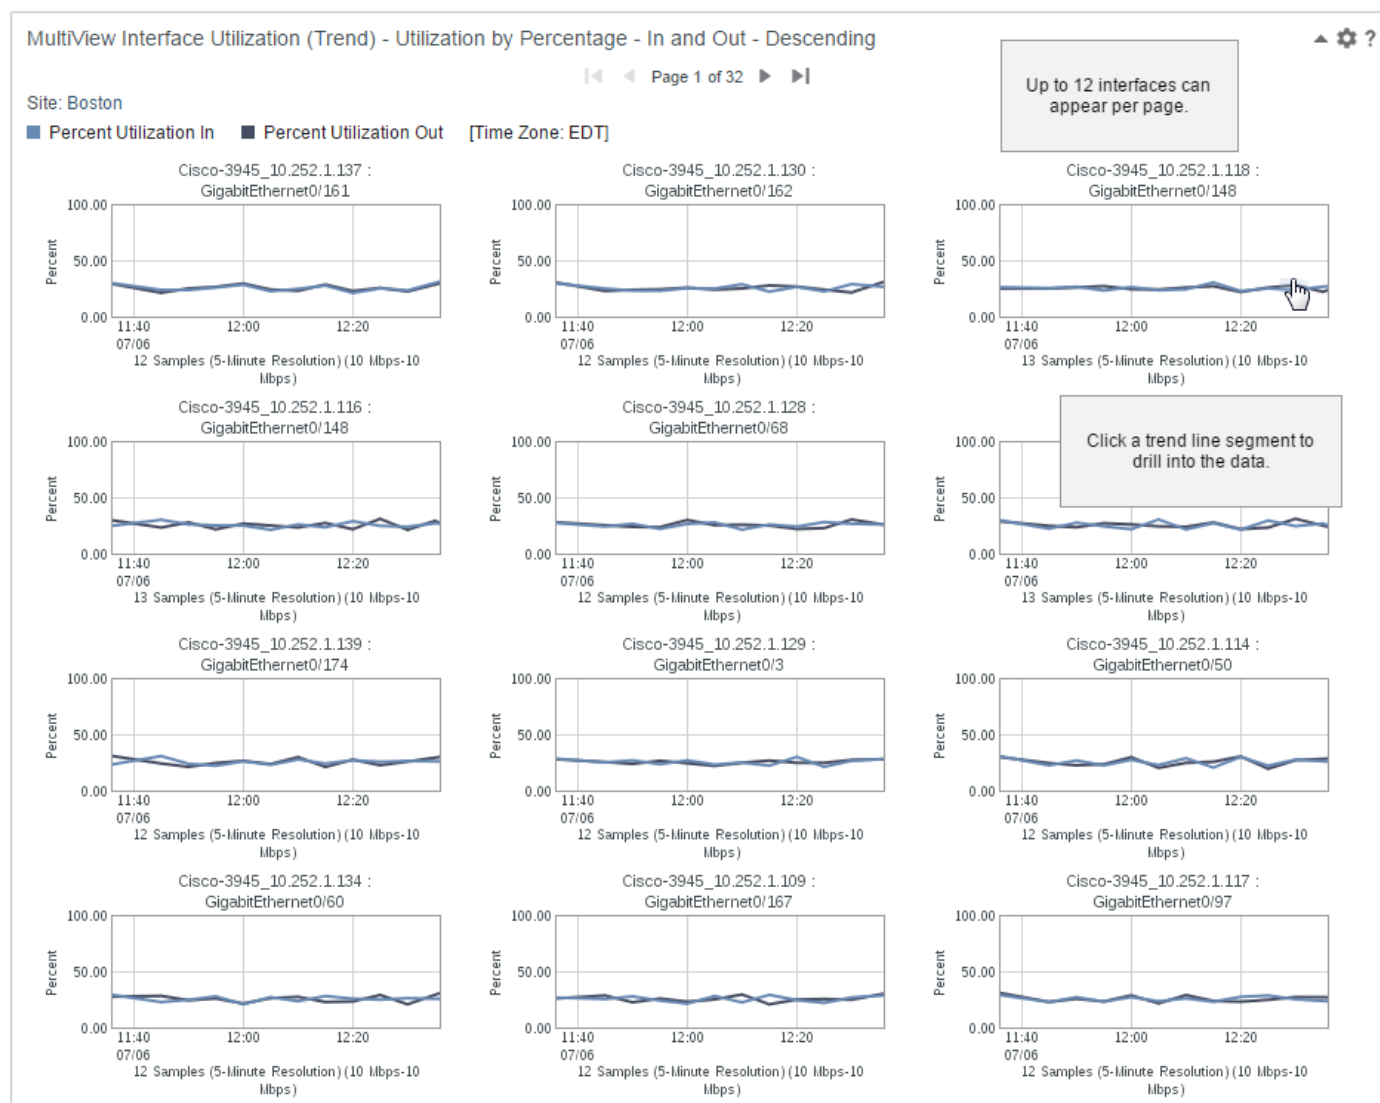 MultiView Interface Utilization (Trend) - Utilization by Percentage - In and Out - Descending
?
Page 1 of 32
Up to 12 interfaces can
appear per page.
Site: Boston
Percent Utilization In
Percent Utilization Out
[Time Zone: EDT]
Cisco-3945_10.252.1.137 :
GigabitEthernet0/161
100.00
50.00
0.00
Percent
11:40
12:00
12:20
07/06
12 Samples (5-Minute Resolution) (10 Mbps-10
Mbps)
Cisco-3945_10.252.1.130 :
GigabitEthernet0/162
100.00
50.00
0.00
Percent
11:40
12:00
12:20
07/06
12 Samples (5-Minute Resolution) (10 Mbps-10
Mbps)
Cisco-3945_10.252.1.118 :
GigabitEthernet0/148
100.00
50.00
0.00
Percent
11:40
12:00
12:20
07/06
13 Samples (5-Minute Resolution) (10 Mbps-10
Mbps)
Cisco-3945_10.252.1.116 :
GigabitEthernet0/148
100.00
50.00
0.00
Percent
11:40
12:00
12:20
07/06
13 Samples (5-Minute Resolution) (10 Mbps-10
Mbps)
Cisco-3945_10.252.1.128 :
GigabitEthernet0/68
100.00
50.00
0.00
Percent
11:40
12:00
12:20
07/06
12 Samples (5-Minute Resolution) (10 Mbps-10
Mbps)
Click a trend line segment to
drill into the data.
100.00
50.00
0.00
Percent
11:40
12:00
12:20
07/06
13 Samples (5-Minute Resolution) (10 Mbps-10
Mbps)
Cisco-3945_10.252.1.139 :
GigabitEthernet0/174
100.00
50.00
0.00
Percent
11:40
12:00
12:20
07/06
12 Samples (5-Minute Resolution) (10 Mbps-10
Mbps)
Cisco-3945_10.252.1.129 :
GigabitEthernet0/3
100.00
50.00
0.00
Percent
11:40
12:00
12:20
07/06
12 Samples (5-Minute Resolution) (10 Mbps-10
Mbps)
Cisco-3945_10.252.1.114 :
GigabitEthernet0/50
100.00
50.00
0.00
Percent
11:40
12:00
12:20
07/06
12 Samples (5-Minute Resolution) (10 Mbps-10
Mbps)
Cisco-3945_10.252.1.134 :
GigabitEthernet0/60
100.00
50.00
0.00
Percent
11:40
12:00
12:20
07/06
12 Samples (5-Minute Resolution) (10 Mbps-10
Mbps)
Cisco-3945_10.252.1.109 :
GigabitEthernet0/167
100.00
50.00
0.00
Percent
11:40
12:00
12:20
07/06
12 Samples (5-Minute Resolution) (10 Mbps-10
Mbps)
Cisco-3945_10.252.1.117 :
GigabitEthernet0/97
100.00
50.00
0.00
Percent
11:40
12:00
12:20
07/06
12 Samples (5-Minute Resolution) (10 Mbps-10
Mbps)